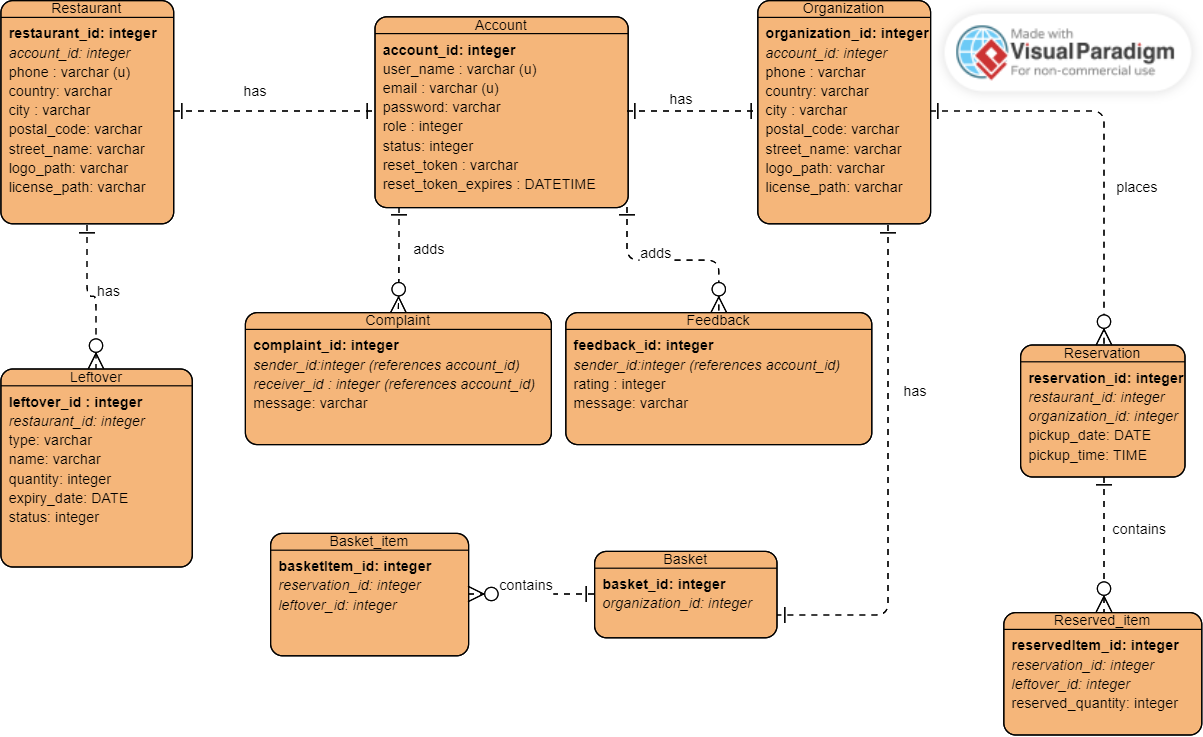 Restaurant
restaurant_id: integer
account_id: integer
phone : varchar (u)
country: varchar
city : varchar
postal_code: varchar
street_name: varchar
logo_path: varchar
license_path: varchar
has
Account
account_id: integer
user_name : varchar (u)
email : varchar (u)
password: varchar
role : integer
status: integer
reset_token : varchar
reset_token_expires : DATETIME
has
Organization
organization_id: integer
account_id: integer
phone : varchar
country: varchar
city : varchar
postal_code: varchar
street_name: varchar
logo_path: varchar
license_path: varchar
Made with
VisualParadigm
For non-commercial use
places
adds
adds
has
Leftover
leftover_id : integer
restaurant_id: integer
type: varchar
name: varchar
quantity: integer
expiry_date: DATE
status: integer
Complaint
complaint_id: integer
sender_id:integer (references account_id)
receiver_id : integer (references account_id)
message: varchar
Feedback
feedback_id: integer
sender_id:integer (references account_id)
rating : integer
message: varchar
has
Reservation
reservation_id: integer
restaurant_id: integer
organization_id: integer
pickup_date: DATE
pickup_time: TIME
contains
Basket_item
basketItem_id: integer
reservation_id: integer
leftover_id: integer
contains
Basket
basket_id: integer
organization_id: integer
Reserved_item
reservedItem_id: integer
reservation_id: integer
leftover_id: integer
reserved_quantity: integer